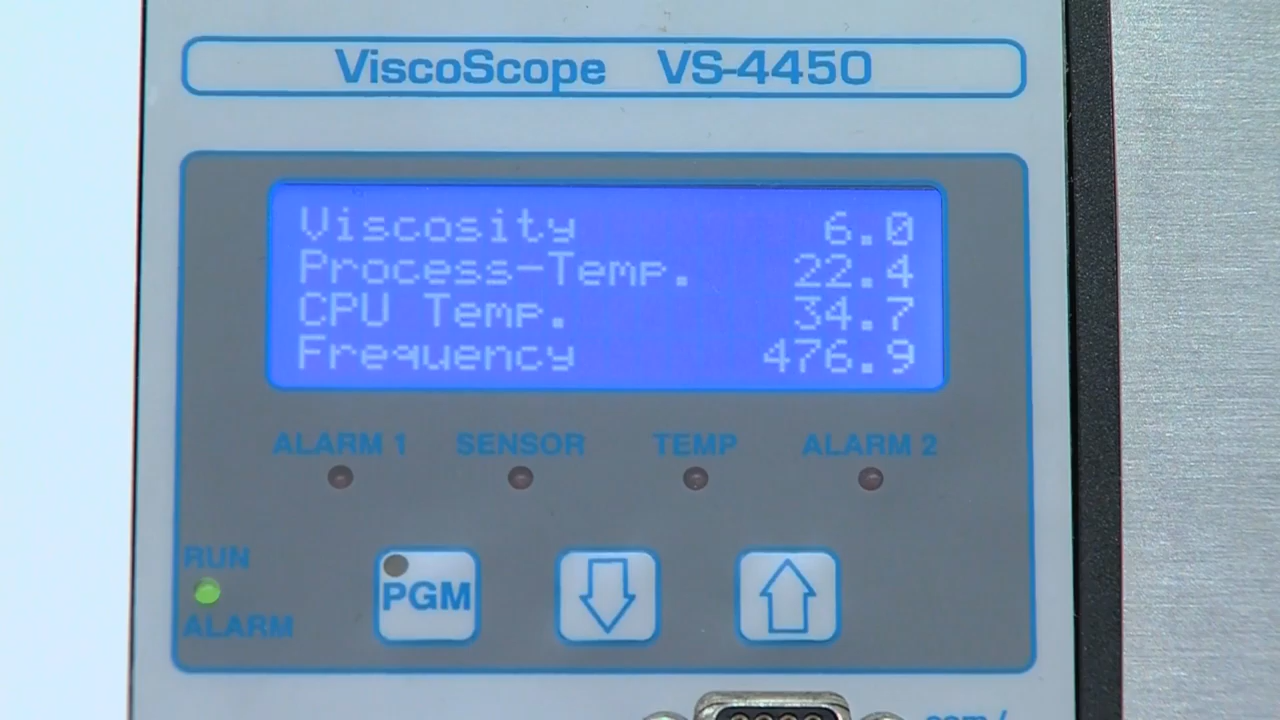 ViscoScope VS-4450
Viscosity 6.0
Process-Temp. 22.4
CPU Temp. 34.7
Frequency 476.9
ALARM 1 SENSOR TEMP ALARM 2
RUN
PGM
ALARM